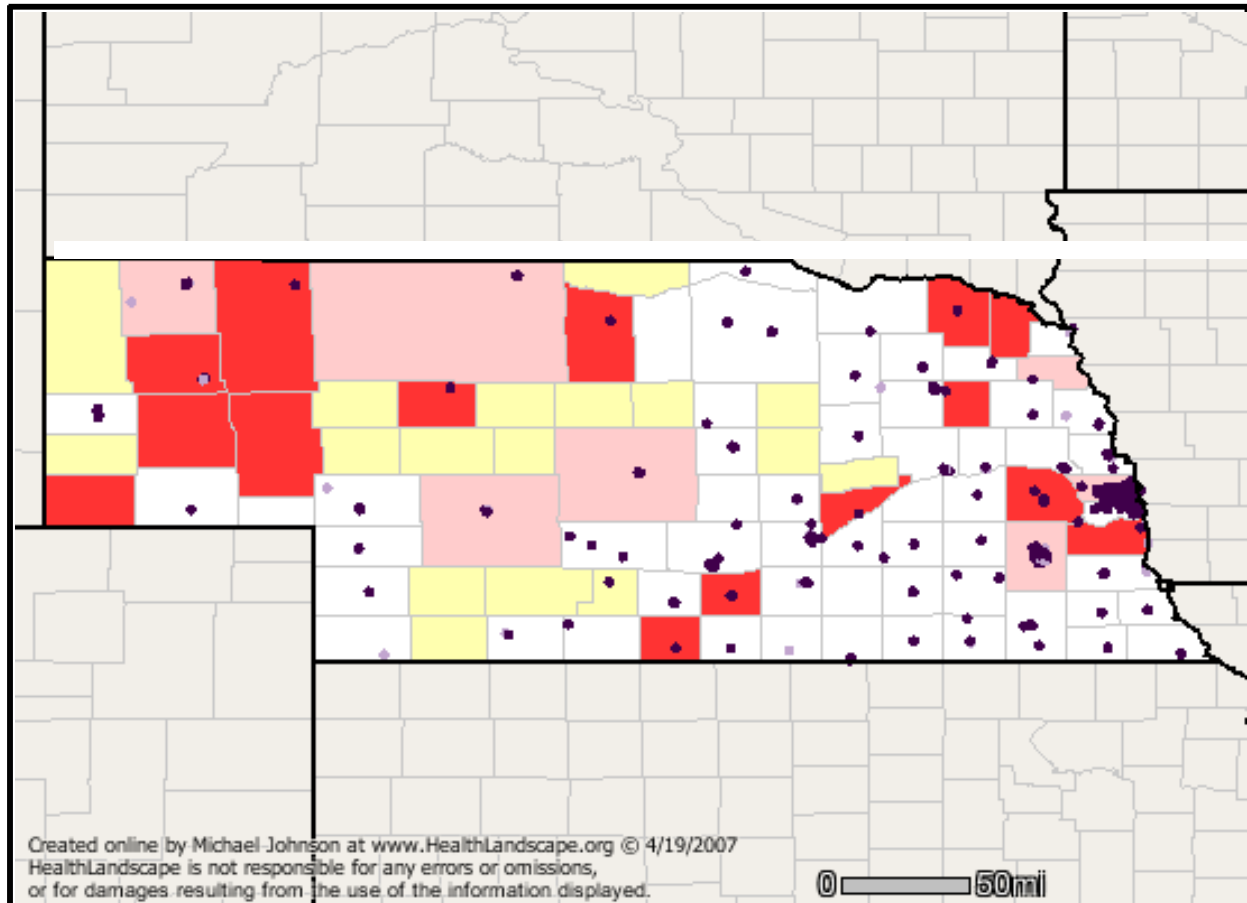 Created online by Michael Johnson at www.HealthLandscape.org © 4/19/2007
HealthLandscape is not responsible for any errors or omissions,
or for damages resulting from the use of the information displayed.
0 50mi